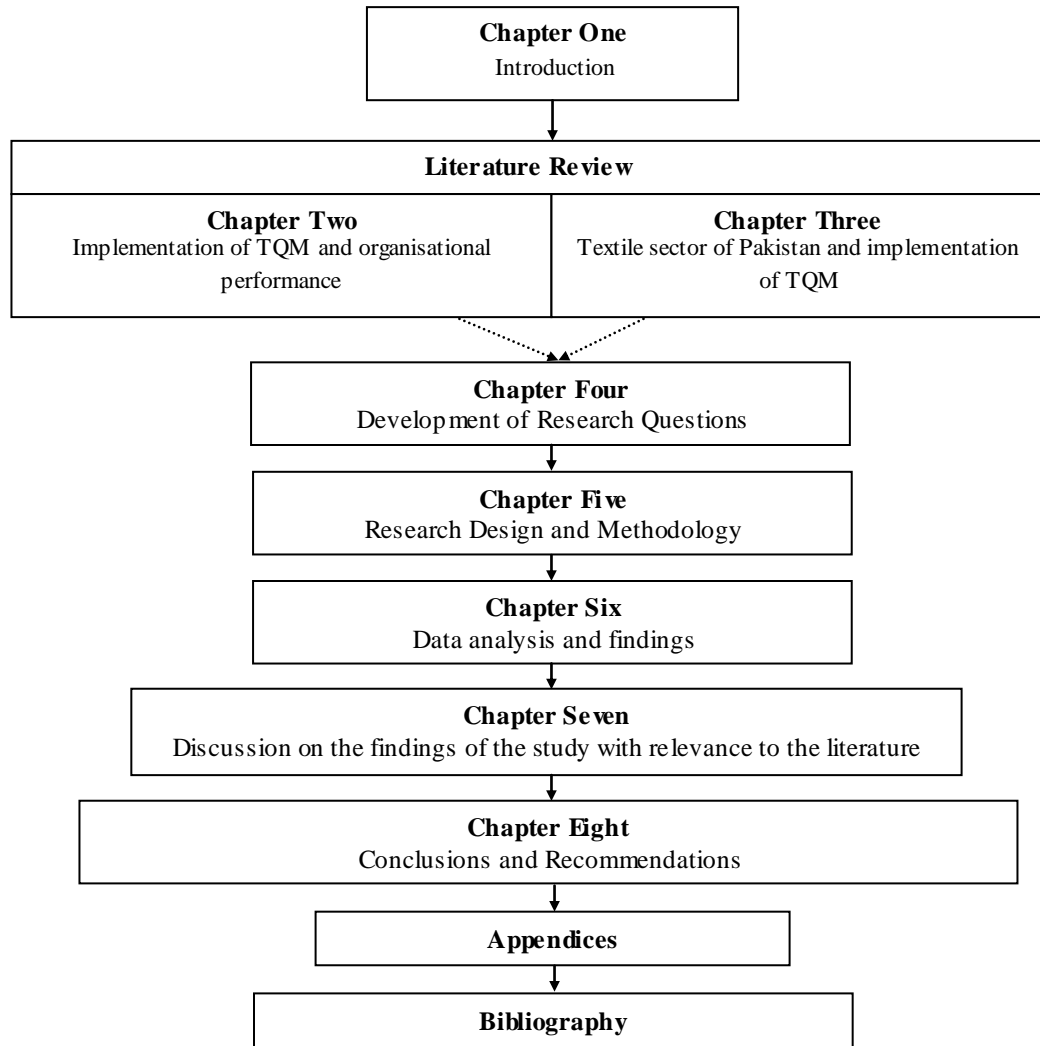 Chapter One
Introduction
Literature Review
Chapter Two
Implementation of TQM and organisational
performance
Chapter Three
Textile sector of Pakistan and implementation
of TQM
Chapter Four
Development of Research Questions
Chapter Five
Research Design and Methodology
Chapter Six
Data analysis and findings
Chapter Seven
Discussion on the findings of the study with relevance to the literature
Chapter Eight
Conclusions and Recommendations
Appendices
Bibliography